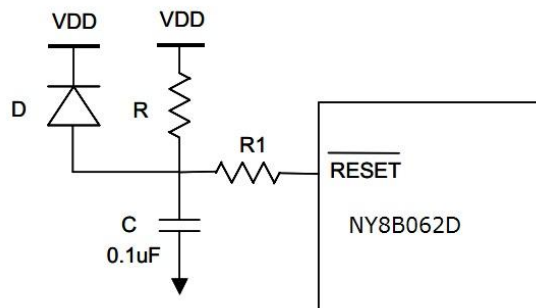 VDD
VDD
D
R
R1
RESET
C
0.1uF
NY8B062D